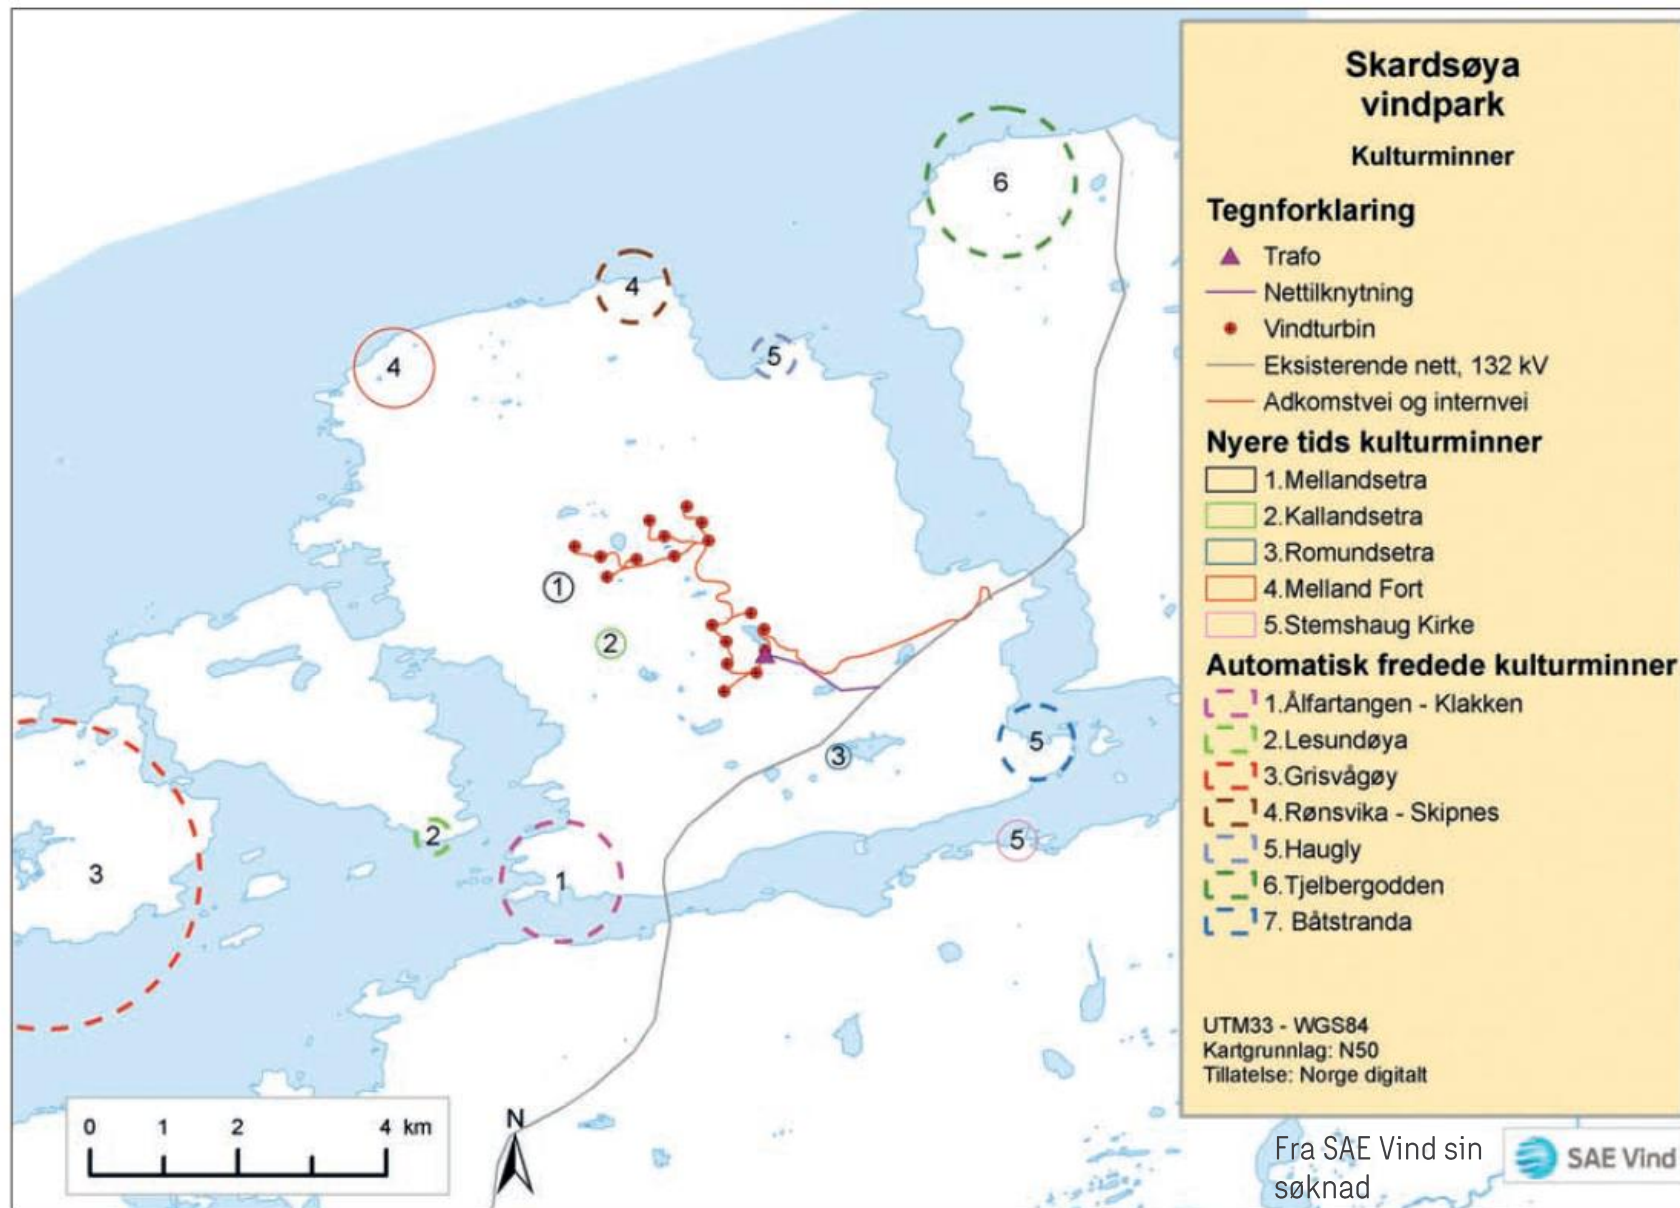 Skardsøya
vindpark
Kulturminner
Tegnforklaring
Trafo
Nettilknytning
Vindturbin
Eksisterende nett, 132 kV
Adkomstvei og internvei
Nyere tids kulturminner
1.Mellandsetra
2.Kallandsetra
3.Romundsetra
4.Melland Fort
5.Stemshaug Kirke
Automatisk fredede kulturminner
1.Ålfartangen - Klakken
2.Lesundøya
3.Grisvågøy
4.Rønsvika - Skipnes
5.Haugly
6.Tjelbergodden
7. Båtstranda
UTM33 - WGS84
Kartgrunnlag: N50
Tillatelse: Norge digitalt
6
4
5
4
1
2
5
3
2
5
1
3
0 1 2 4 km
N
Fra SAE Vind sin
søknad
SAE Vind